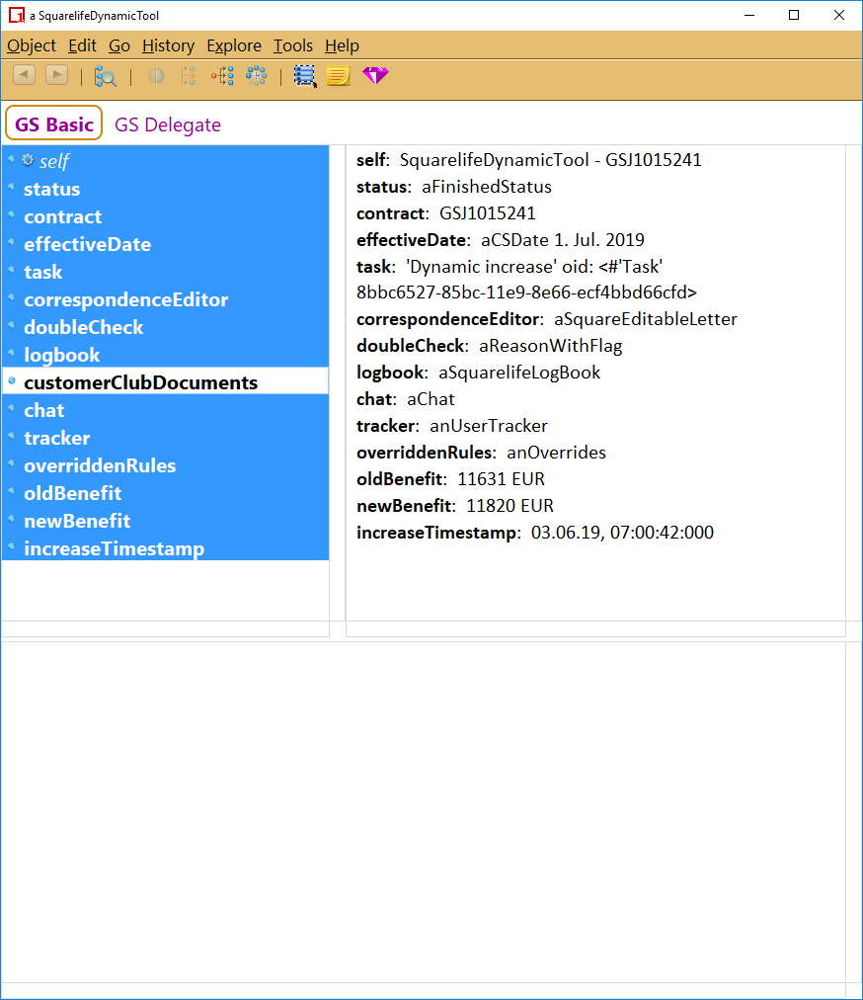 a SquarelifeDynamicTool
Object Edit Go History Explore Tools Help
GS Basic GS Delegate
self
status
contract
effectiveDate
task
correspondenceEditor
doubleCheck
logbook
customerClubDocuments
chat
tracker
overriddenRules
oldBenefit
newBenefit
increaseTimestamp
self: SquarelifeDynamicTool - GSJ1015241
status: aFinishedStatus
contract: GSJ1015241
effectiveDate: aCSDate 1. Jul. 2019
task: 'Dynamic increase' oid: <#'Task'
8bbc6527-85bc-11e9-8e66-ecf4bbd66cfd>
correspondenceEditor: aSquareEditableLetter
doubleCheck: aReasonWithFlag
logbook: aSquarelifeLogBook
chat: aChat
tracker: anUserTracker
overriddenRules: anOverrides
oldBenefit: 11631 EUR
newBenefit: 11820 EUR
increaseTimestamp: 03.06.19, 07:00:42:000